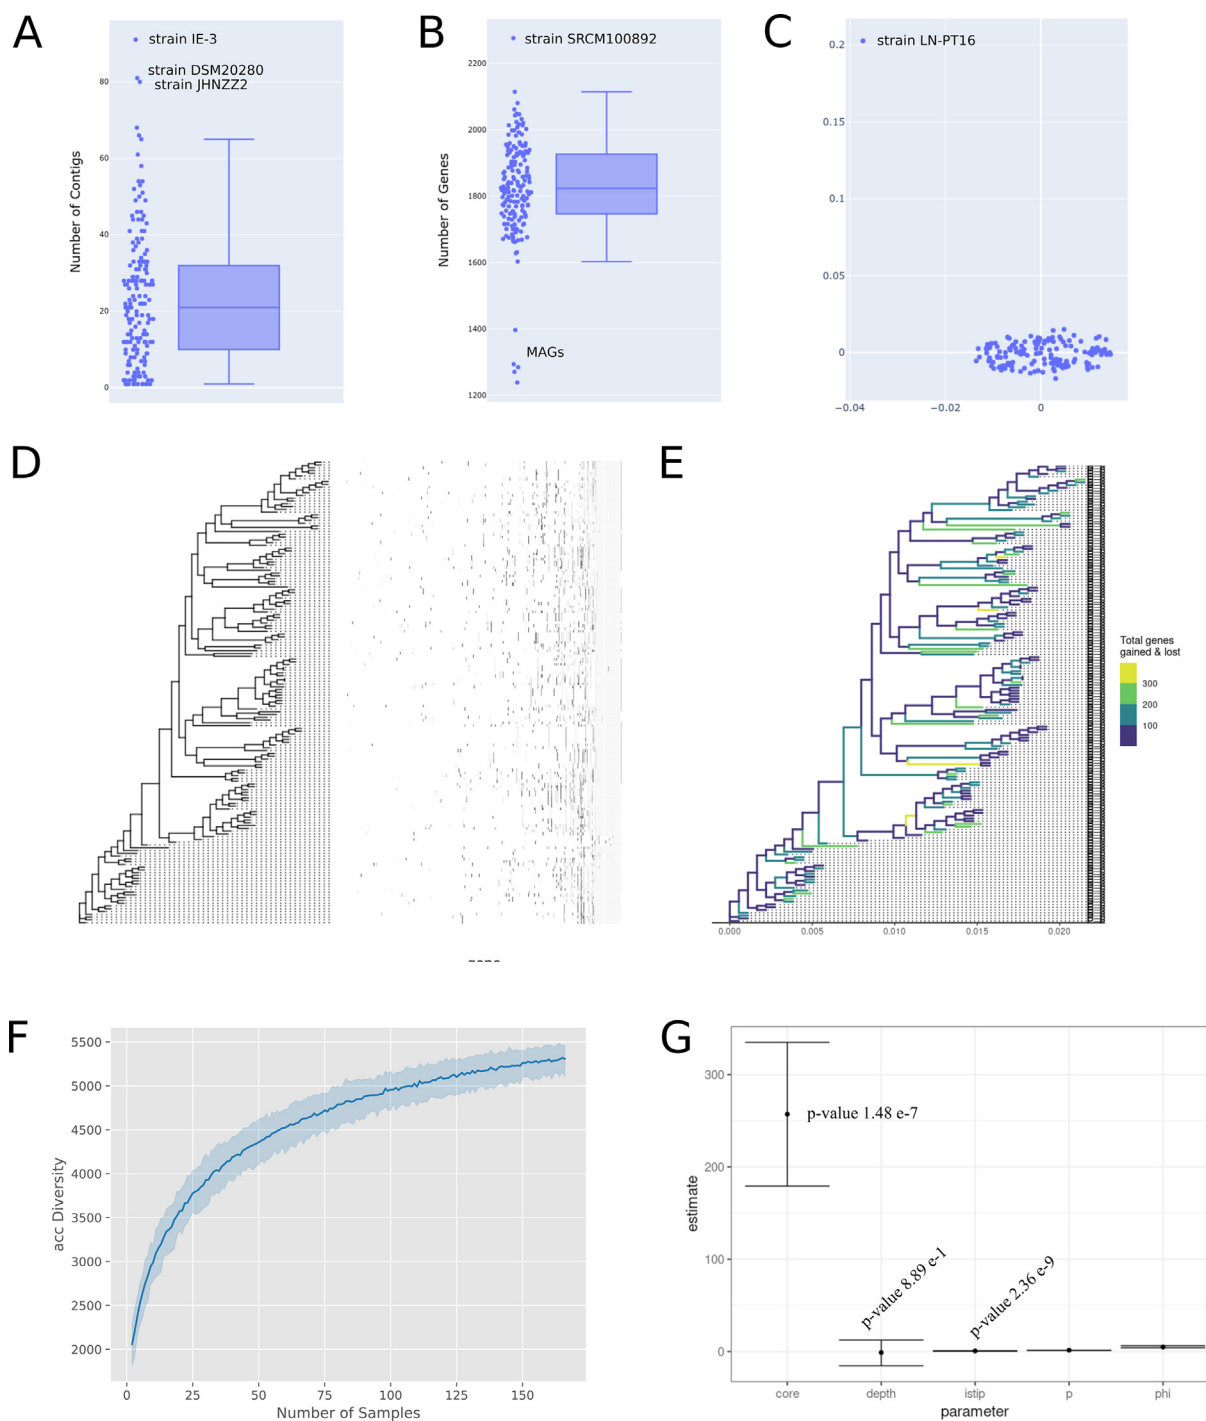 A
strain IE-3
strain DSM20280
strain JHNZZ2
80
60
40
20
0
Number of Contigs
B
strain SRCM100892
2200
2000
1800
1600
1400
1200
MAGs
Number of Genes
C
strain LN-PT16
0.2
0.15
0.1
0.05
0
−0.04
−0.02
0
D
E
Total genes
gained & lost
300
200
100
0.000
0.005
0.010
0.015
0.020
F
5500
5000
4500
4000
3500
3000
2500
2000
acc Diversity
0
25
50
75
100
125
150
Number of Samples
G
300
200
100
0
estimate
p-value 1.48 e-7
p-value 8.89 e-1
p-value 2.36 e-9
core
depth
istip
p
phi
parameter